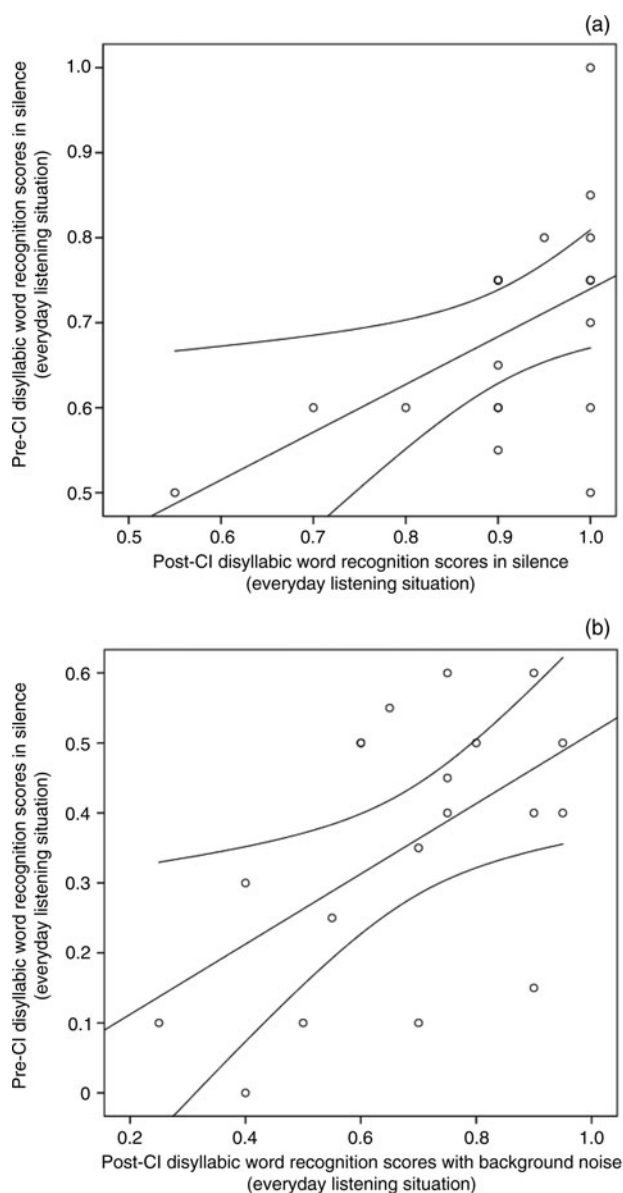 (a)
Pre-CI disyllabic word recognition scores in silence
(everyday listening situation)
1.0
0.9
0.8
0.7
0.6
0.5
0.5 0.6 0.7 0.8 0.9 1.0
Post-CI disyllabic word recognition scores in silence
(everyday listening situation)
(b)
Pre-CI disyllabic word recognition scores in silence
(everyday listening situation)
0.6
0.5
0.4
0.3
0.2
0.1
0
0.2 0.4 0.6 0.8 1.0
Post-CI disyllabic word recognition scores with background noise
(everyday listening situation)